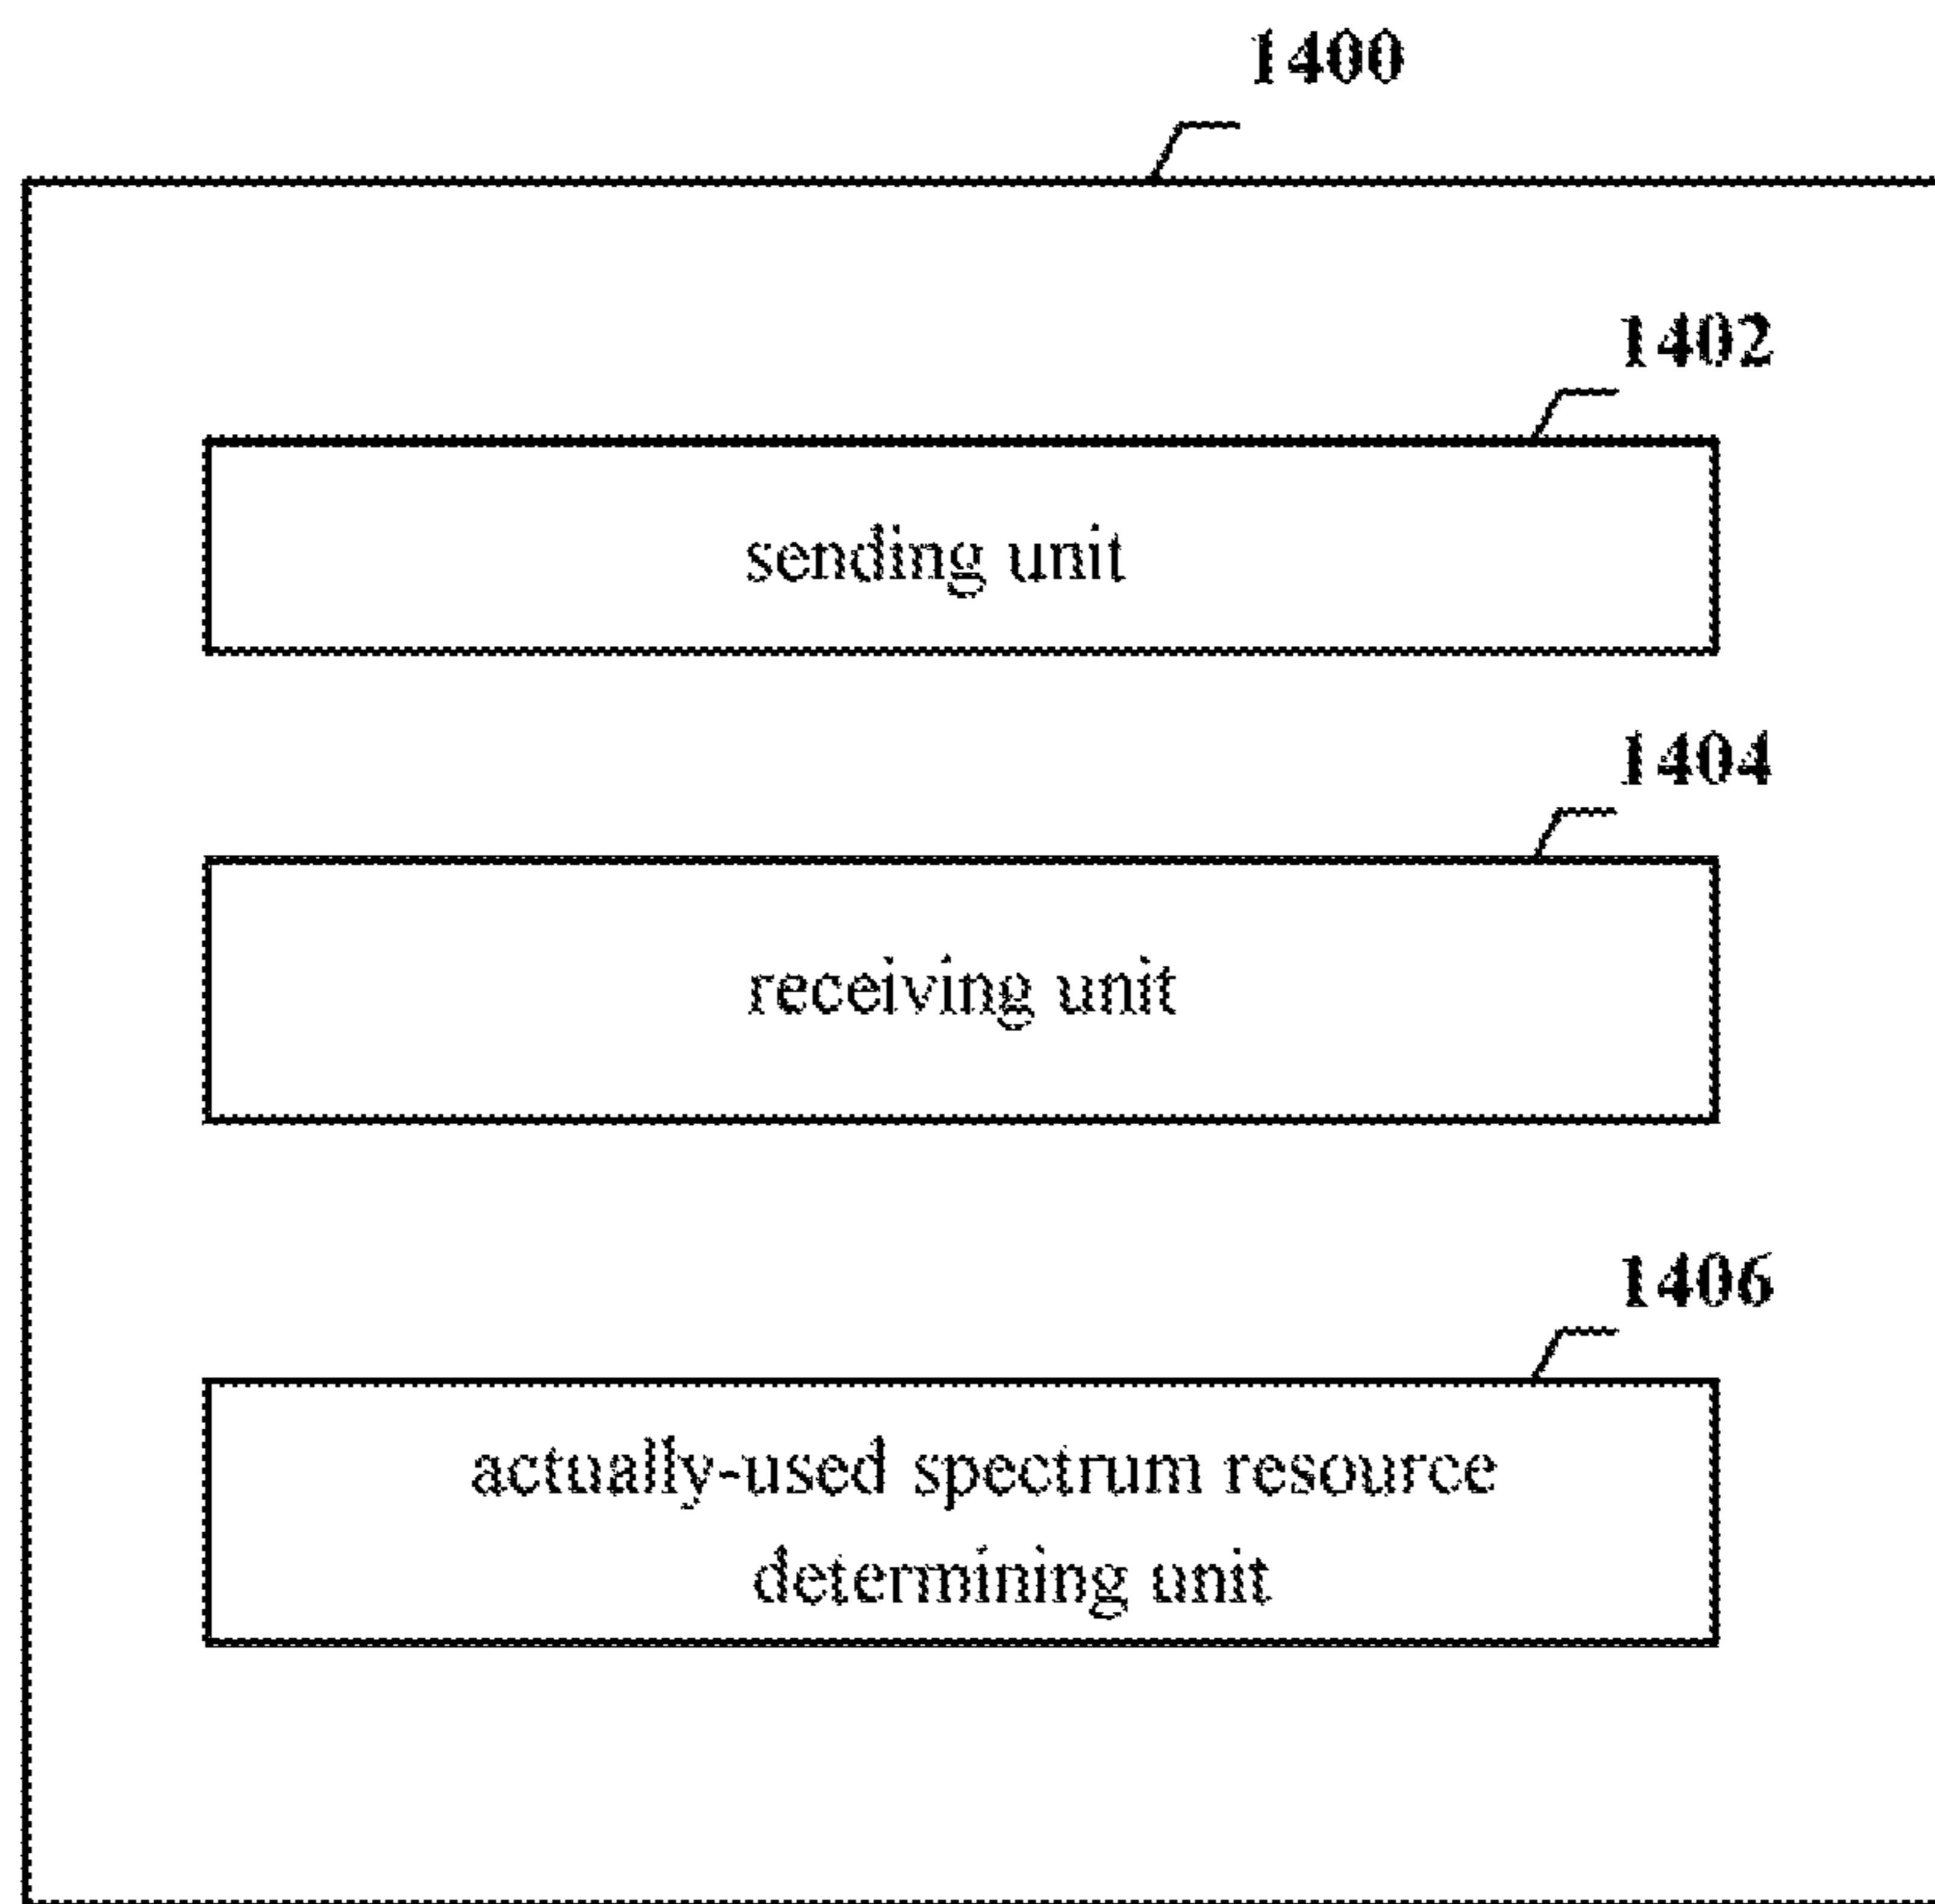 1400
1402
sending unit
1404
receiving unit
1406
actually-used spectrum resource
determining unit